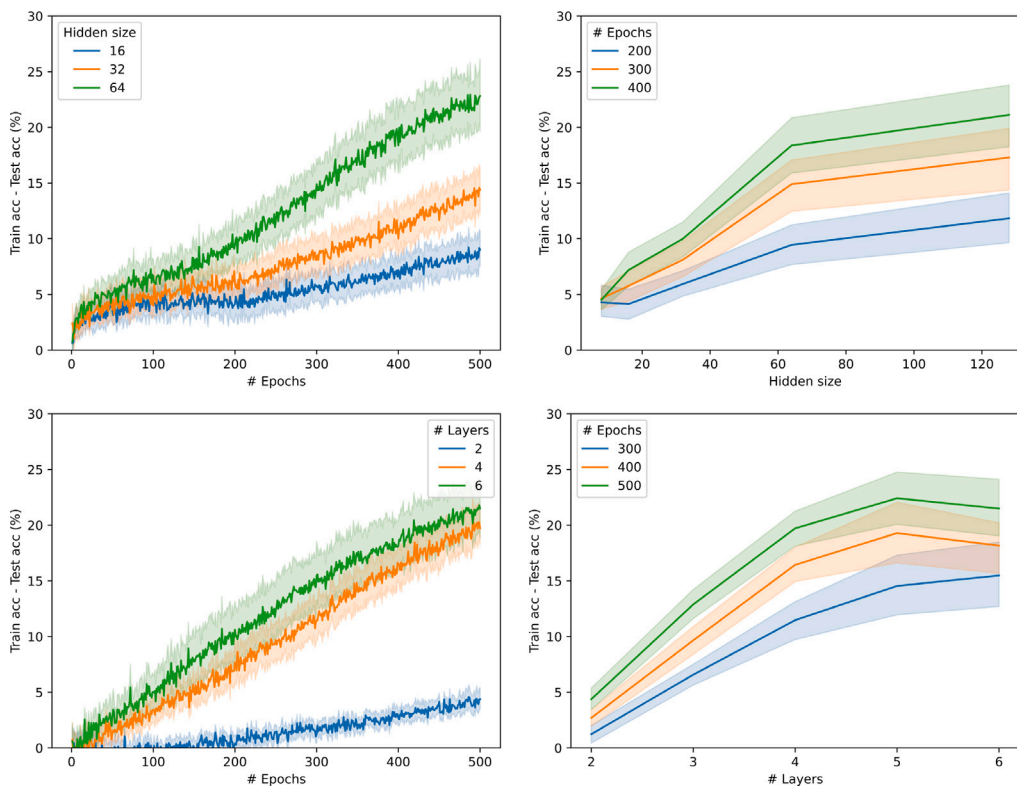 30
25
20
15
10
5
0
Train acc - Test acc (%)
Hidden size
16
32
64
0 100 200 300 400 500
# Epochs
30
25
20
15
10
5
0
Train acc - Test acc (%)
# Epochs
200
300
400
20 40 60 80 100 120
Hidden size
30
25
20
15
10
5
0
Train acc - Test acc (%)
# Layers
2
4
6
0 100 200 300 400 500
# Epochs
30
25
20
15
10
5
0
Train acc - Test acc (%)
# Epochs
300
400
500
2 3 4 5 6
# Layers